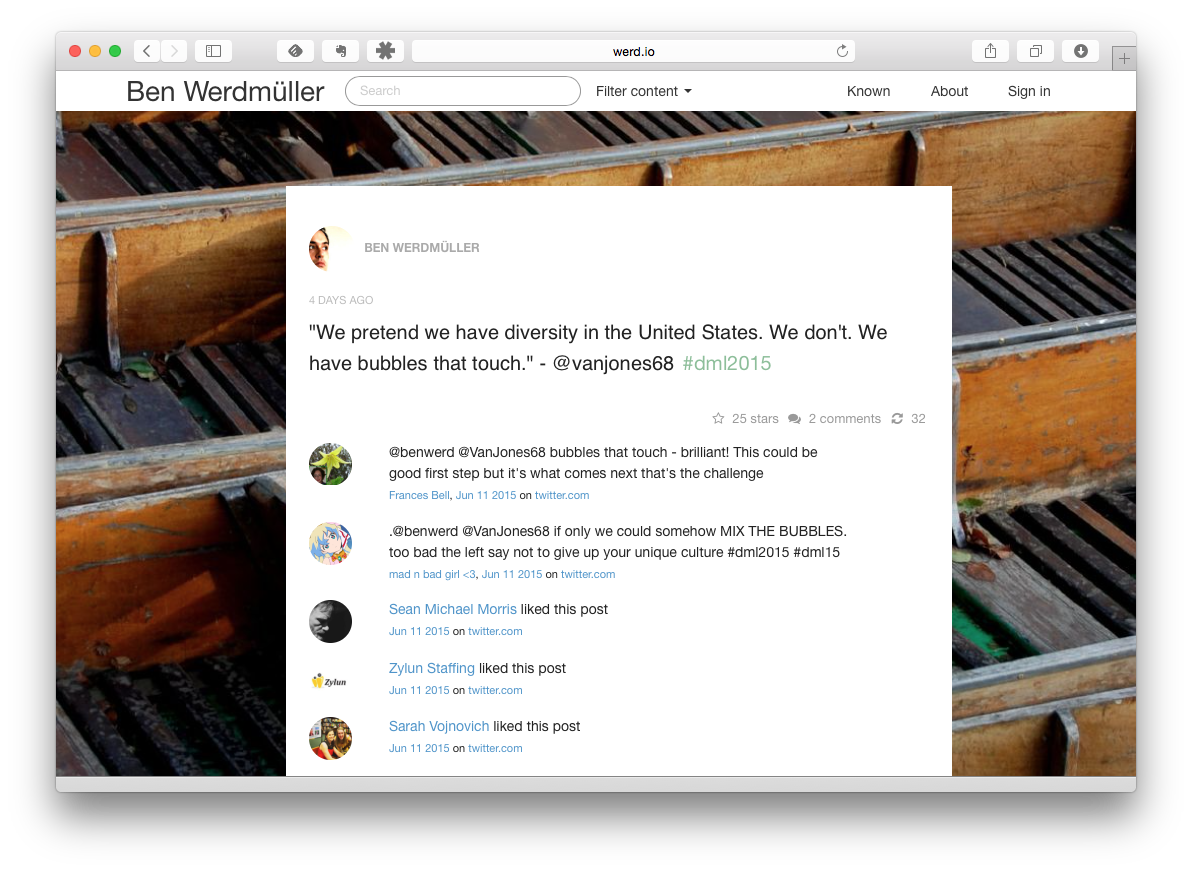 werd.io
Ben Werdmüller
Search
Filter content
Known
About
Sign in
BEN WERDMÜLLER
4 DAYS AGO
"We pretend we have diversity in the United States. We don't. We
have bubbles that touch." - @vanjones68 #dml2015
25 stars 2 comments 32
@benwerd @VanJones68 bubbles that touch - brilliant! This could be
good first step but it's what comes next that's the challenge
Frances Bell, Jun 11 2015 on twitter.com
.@benwerd @VanJones68 if only we could somehow MIX THE BUBBLES.
too bad the left say not to give up your unique culture #dml2015 #dml15
mad n bad girl <3, Jun 11 2015 on twitter.com
Sean Michael Morris liked this post
Jun 11 2015 on twitter.com
Zylun
Zylun Staffing liked this post
Jun 11 2015 on twitter.com
Sarah Vojnovich liked this post
Jun 11 2015 on twitter.com